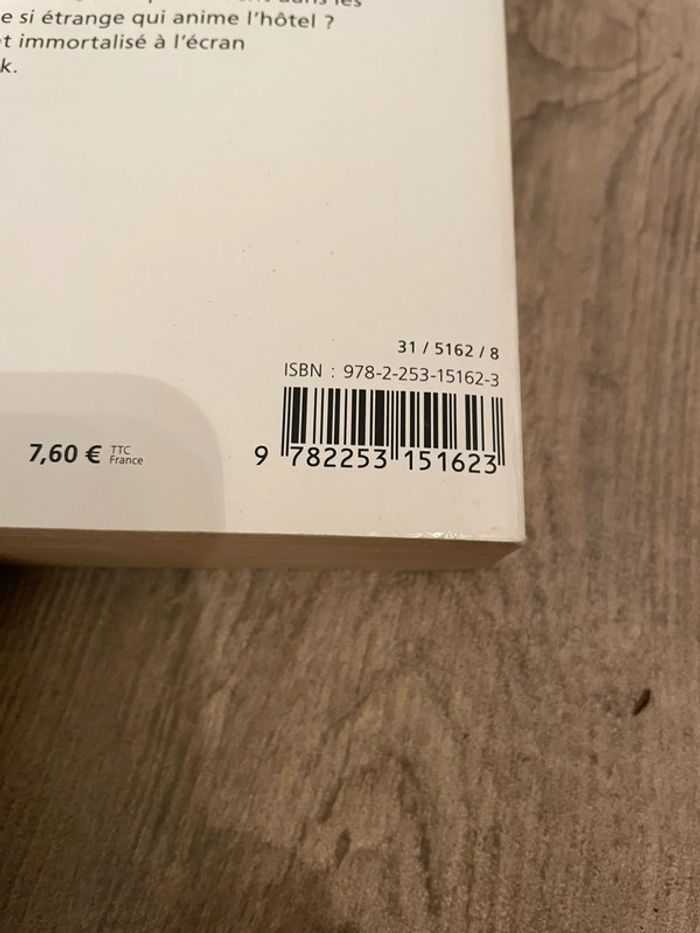 e si étrange qui anime l'hôtel ?
t immortalisé à l'écran
k.
31 / 5162 / 8
ISBN : 978-2-253-15162-3
7,60 € TTC France
9 782253 151623